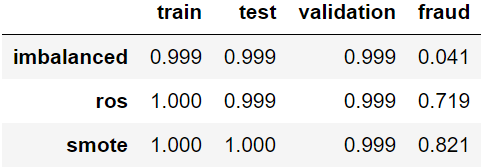 train test validation fraud
imbalanced 0.999 0.999 0.999 0.041
ros 1.000 0.999 0.999 0.719
smote 1.000 1.000 0.999 0.821